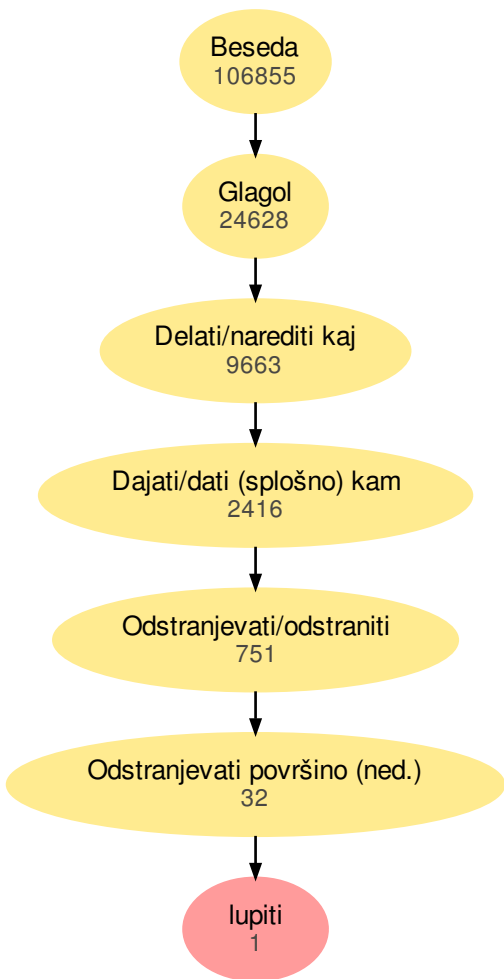 Beseda
106855
Glagol
24628
Delati/narediti kaj
9663
Dajati/dati (splošno) kam
2416
Odstranjevati/odstraniti
751
Odstranjevati površino (ned.)
32
lupiti
1